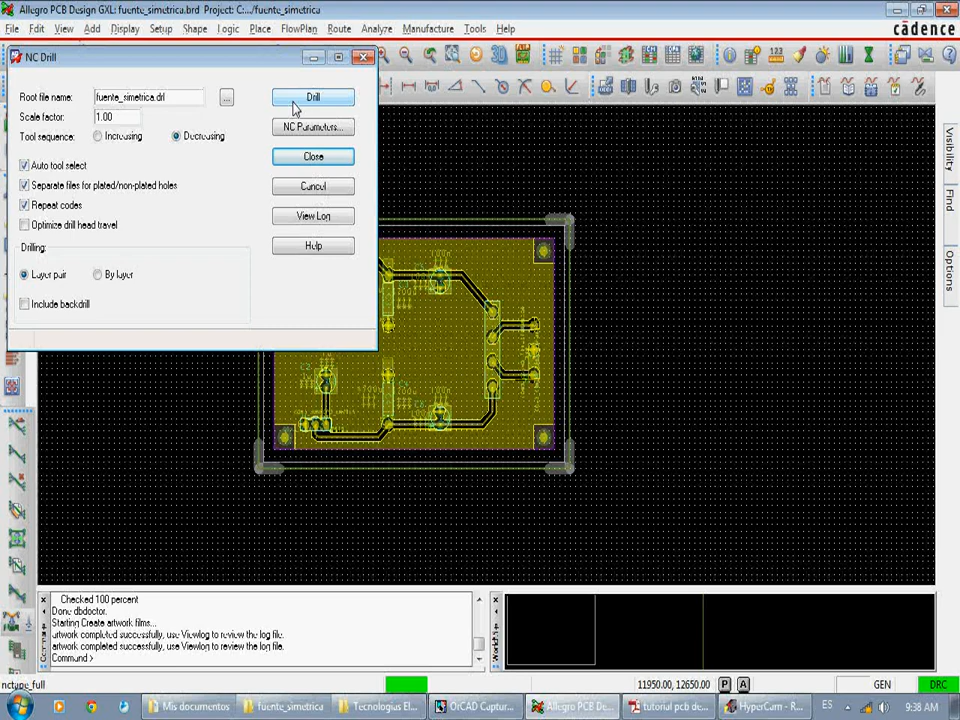 Allegro PCB Design GXL: fuente_simetrica.brd Project: C:/.../fuente_simetrica
File Edit View Add Display Setup Shape Logic Place FlowPlan Route Analyze Manufacture Tools Help
cādence
NC Drill
Root file name: fuente_simetrica.drl ... Drill
Scale factor: 1.00
NC Parameters...
Tool sequence: Increasing Decreasing
Close
Auto tool select
Separate files for plated/non-plated holes
Cancel
Repeat codes
View Log
Optimize drill head travel
Drilling:
Help
Layer pair By layer
Include backdrill
Visibility
Find
Options
Checked 100 percent
Done dbdoctor.
Starting Create artwork films...
artwork completed successfully, use Viewlog to review the log file.
artwork completed successfully, use Viewlog to review the log file.
Command >
nctape_full
11950.00, 12650.00 P A GEN DRC
Mis documentos fuente_simetrica Tecnologias El... OrCAD Captur... Allegro PCB De... tutorial pcb de... HyperCam - R... ES 9:38 AM